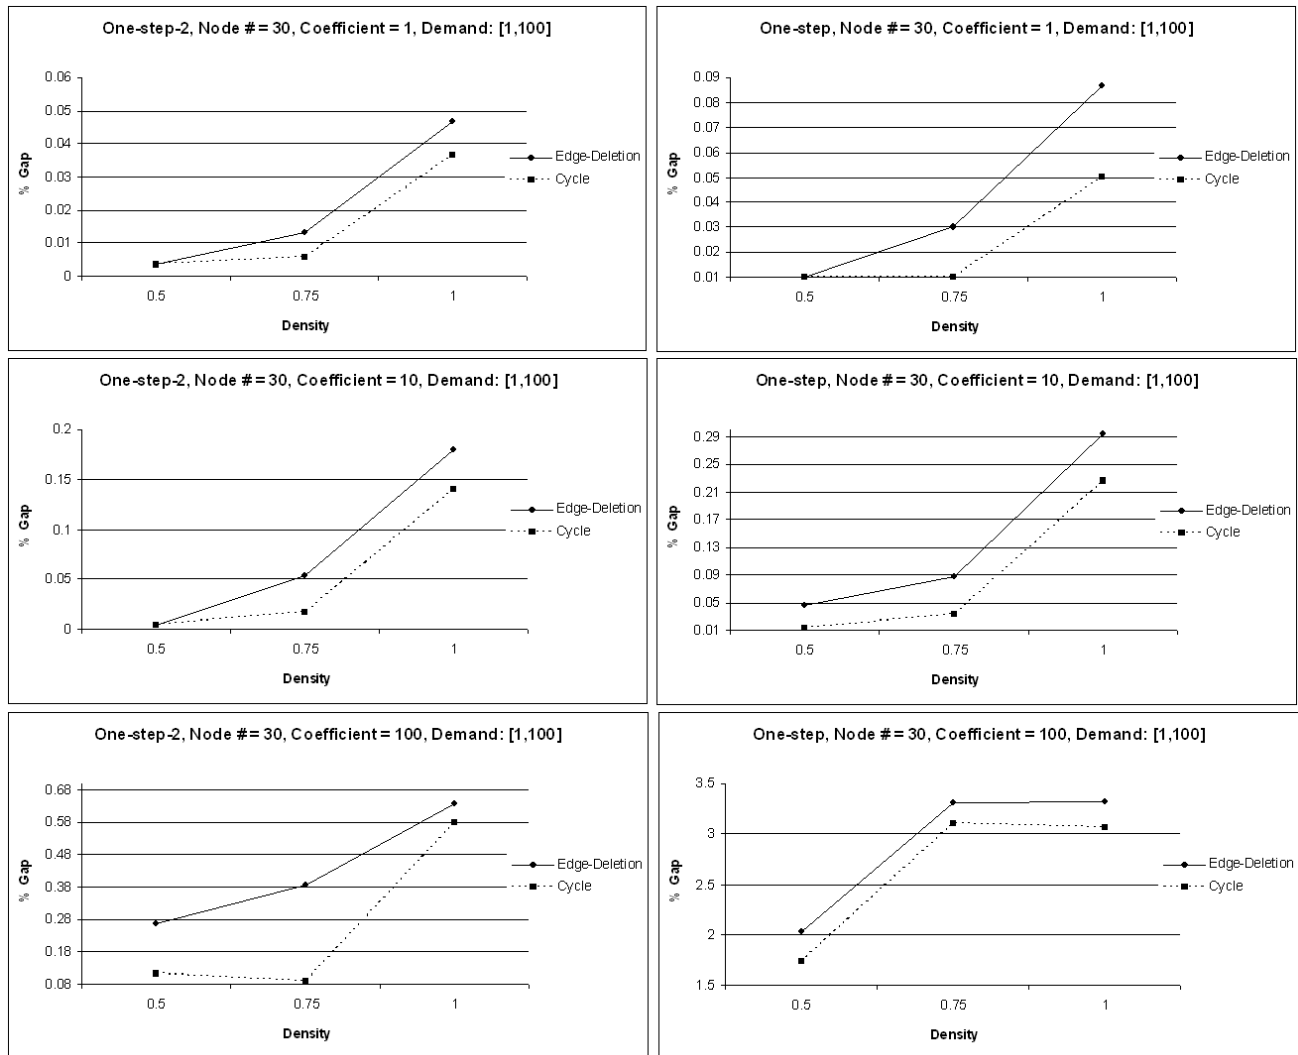 One-step-2, Node # = 30, Coefficient = 1, Demand: [1,100]
% Gap
0.06
0.05
0.04
0.03
0.02
0.01
0
0.5 0.75 1
Density
Edge-Deletion
Cycle
One-step, Node # = 30, Coefficient = 1, Demand: [1,100]
% Gap
0.09
0.08
0.07
0.06
0.05
0.04
0.03
0.02
0.01
0.5 0.75 1
Density
Edge-Deletion
Cycle
One-step-2, Node # = 30, Coefficient = 10, Demand: [1,100]
% Gap
0.2
0.15
0.1
0.05
0
0.5 0.75 1
Density
Edge-Deletion
Cycle
One-step, Node # = 30, Coefficient = 10, Demand: [1,100]
% Gap
0.29
0.25
0.21
0.17
0.13
0.09
0.05
0.01
0.5 0.75 1
Density
Edge-Deletion
Cycle
One-step-2, Node # = 30, Coefficient = 100, Demand: [1,100]
% Gap
0.68
0.58
0.48
0.38
0.28
0.18
0.08
0.5 0.75 1
Density
Edge-Deletion
Cycle
One-step, Node # = 30, Coefficient = 100, Demand: [1,100]
% Gap
3.5
3
2.5
2
1.5
0.5 0.75 1
Density
Edge-Deletion
Cycle